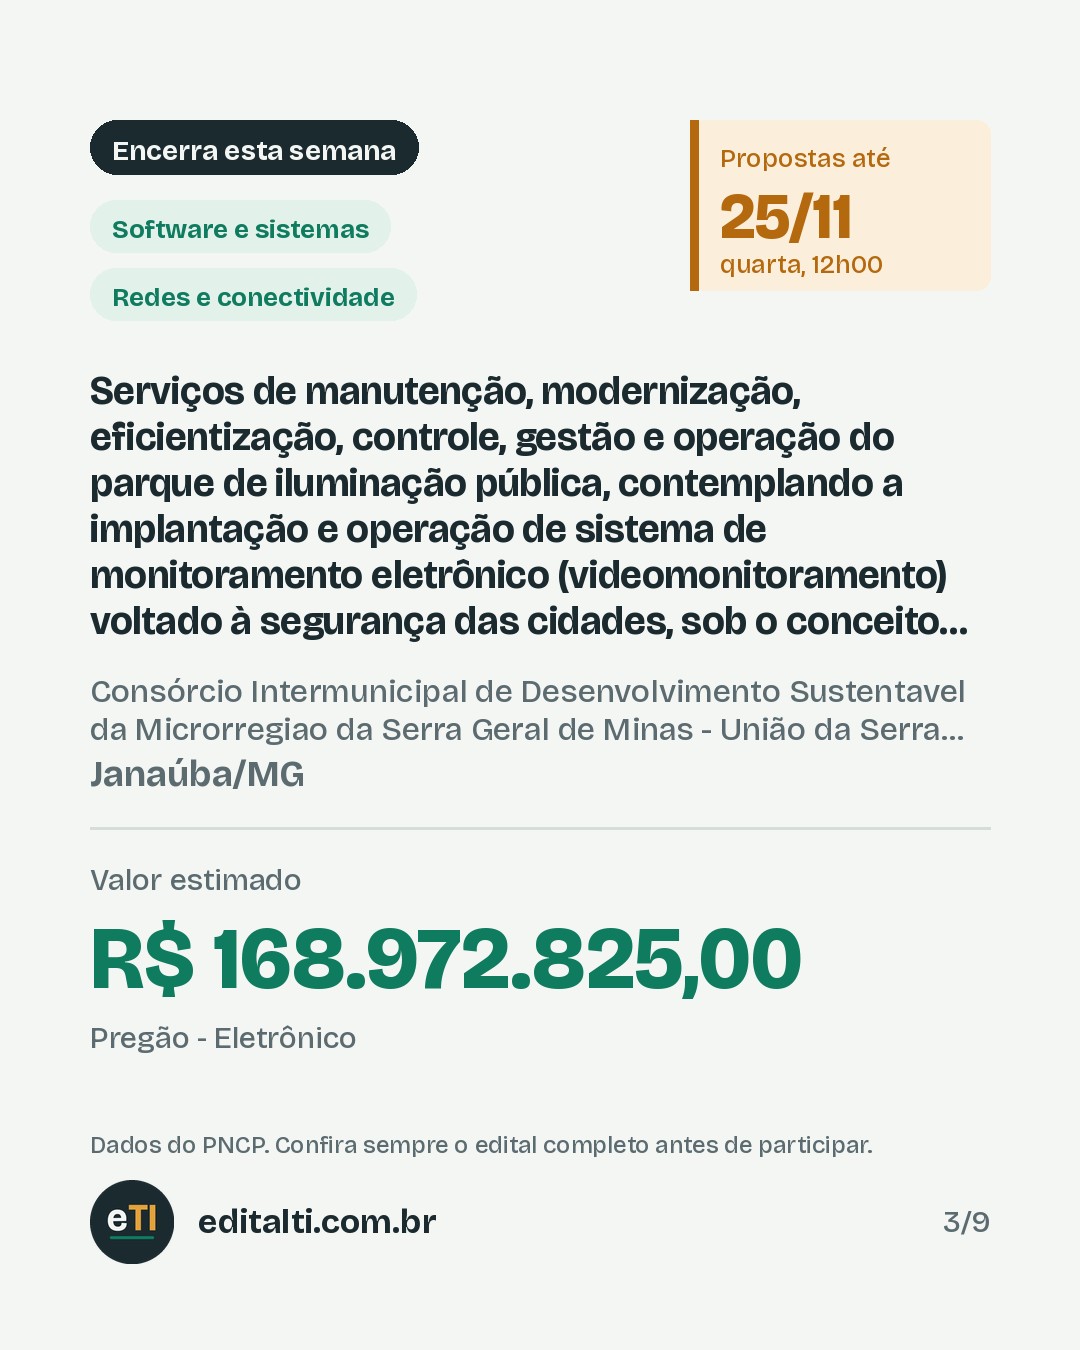 Encerra esta semana
Software e sistemas
Redes e conectividade
Propostas até
25/11
quarta, 12h00
Serviços de manutenção, modernização,
eficientização, controle, gestão e operação do
parque de iluminação pública, contemplando a
implantação e operação de sistema de
monitoramento eletrônico (videomonitoramento)
voltado à segurança das cidades, sob o conceito...
Consórcio Intermunicipal de Desenvolvimento Sustentavel
da Microrregiao da Serra Geral de Minas - União da Serra...
Janaúba/MG
Valor estimado
R$ 168.972.825,00
Pregão - Eletrônico
Dados do PNCP. Confira sempre o edital completo antes de participar.
eTI
editalti.com.br
3/9